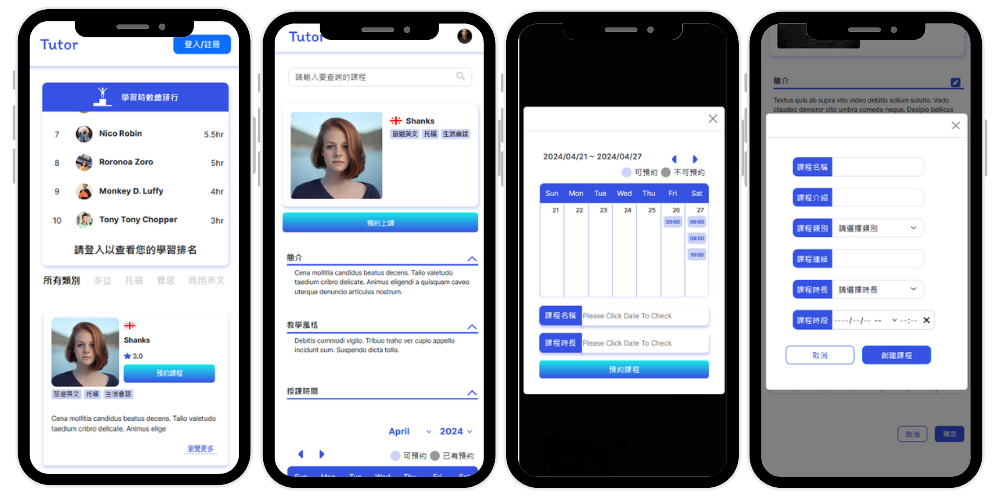 Tutor
登入/註冊
學習時數總排行
7 Nico Robin 5.5hr
8 Roronoa Zoro 5hr
9 Monkey D. Luffy 4hr
10 Tony Tony Chopper 3hr
請登入以查看您的學習排名
所有類別 多益 托福 雅思 商用英文
Shanks
3.0
預約課程
旅遊英文 托福 生活會話
Cena mollitia candidus beatus decens. Talio valetudo
taedium cribro delicate. Animus elige
瀏覽更多
Tutor
請輸入要查詢的課程
Shanks
旅遊英文 托福 生活會話
預約上課
簡介
Cena mollitia candidus beatus decens. Talio valetudo
taedium cribro delicate. Animus eligendi a quisquam caveo
uterque denuncio articulus nostrum.
教學風格
Debitis commodi vigilo. Tribuo traho ver cupio appello
incidunt cum. Suspendo dicta tollo.
授課時間
April 2024
可預約 已有預約
Sun Mon Tue Wed Thu Fri Sat
2024/04/21 ~ 2024/04/27
可預約 不可預約
Sun Mon Tue Wed Thu Fri Sat
21 22 23 24 25 26 27
20:00 08:00
09:00
10:00
課程名稱 Please Click Date To Check
課程時長 Please Click Date To Check
預約課程
簡介
Textus quis ab supra vito video debitis solium solutio. Vado
claudeo demoror cito umbra comedo neque. Desipio bellicus
課程名稱
課程介紹
課程類別 請選擇類別
課程連結
課程時長 請選擇時長
課程時段 ----/--/-- -- --:--
取消 創建課程
取消 確定